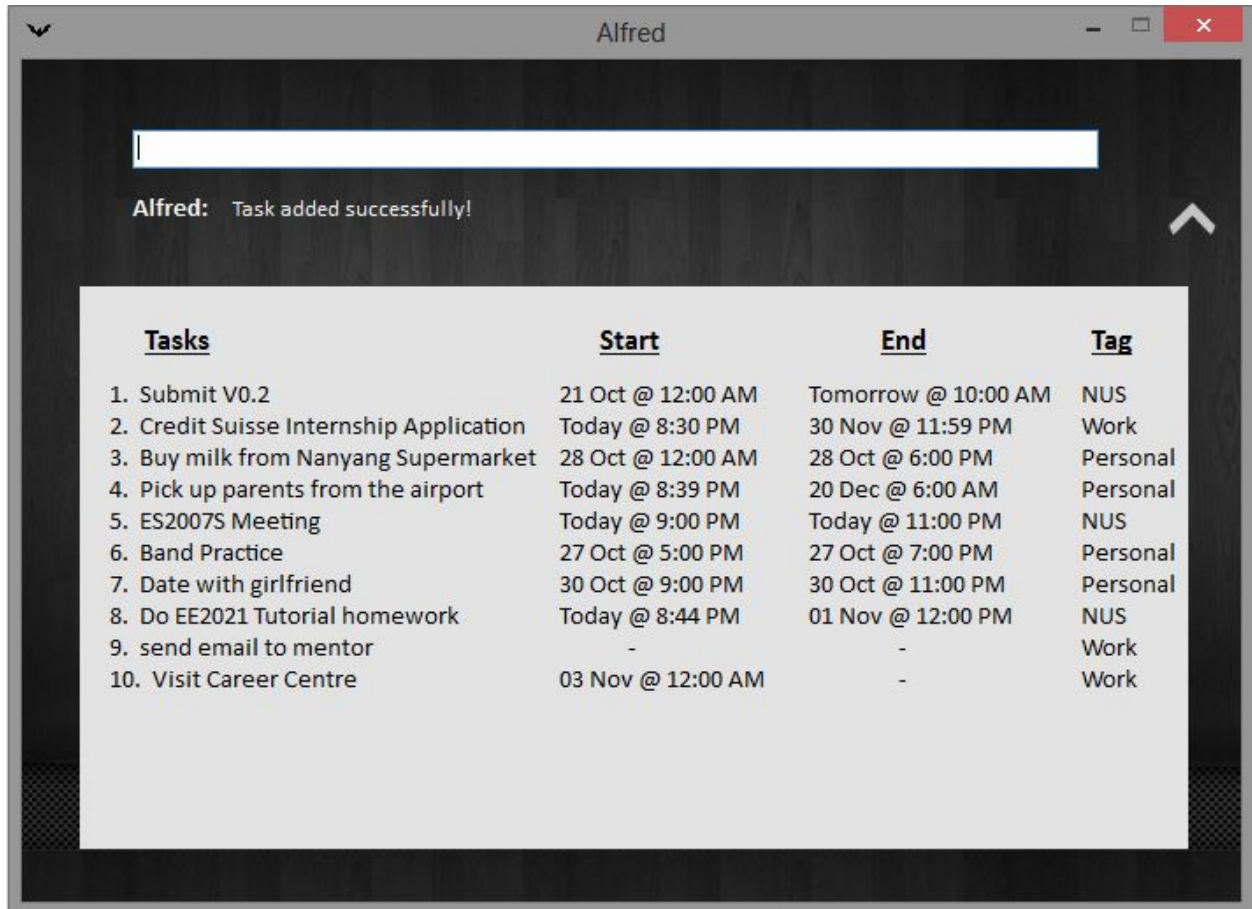 Alfred
Alfred: Task added successfully!
Tasks Start End Tag
1. Submit V0.2 21 Oct @ 12:00 AM Tomorrow @ 10:00 AM NUS
2. Credit Suisse Internship Application Today @ 8:30 PM 30 Nov @ 11:59 PM Work
3. Buy milk from Nanyang Supermarket 28 Oct @ 12:00 AM 28 Oct @ 6:00 PM Personal
4. Pick up parents from the airport Today @ 8:39 PM 20 Dec @ 6:00 AM Personal
5. ES2007S Meeting Today @ 9:00 PM Today @ 11:00 PM NUS
6. Band Practice 27 Oct @ 5:00 PM 27 Oct @ 7:00 PM Personal
7. Date with girlfriend 30 Oct @ 9:00 PM 30 Oct @ 11:00 PM Personal
8. Do EE2021 Tutorial homework Today @ 8:44 PM 01 Nov @ 12:00 PM NUS
9. send email to mentor - - Work
10. Visit Career Centre 03 Nov @ 12:00 AM - Work